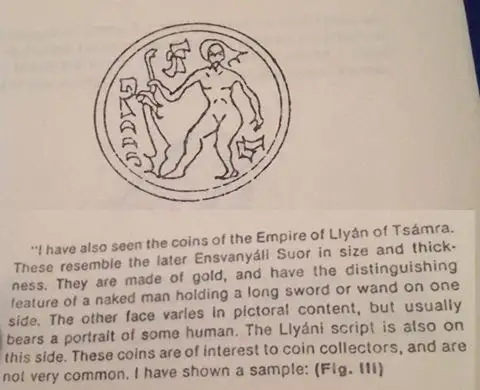 "I have also seen the coins of the Empire of Llyán of Tsámra.
These resemble the later Ensvanyáli Suor in size and thick-
ness. They are made of gold, and have the distinguishing
feature of a naked man holding a long sword or wand on one
side. The other face varies in pictoral content, but usually
bears a portrait of some human. The Llyáni script is also on
this side. These coins are of interest to coin collectors, and are
not very common. I have shown a sample: (Fig. III)